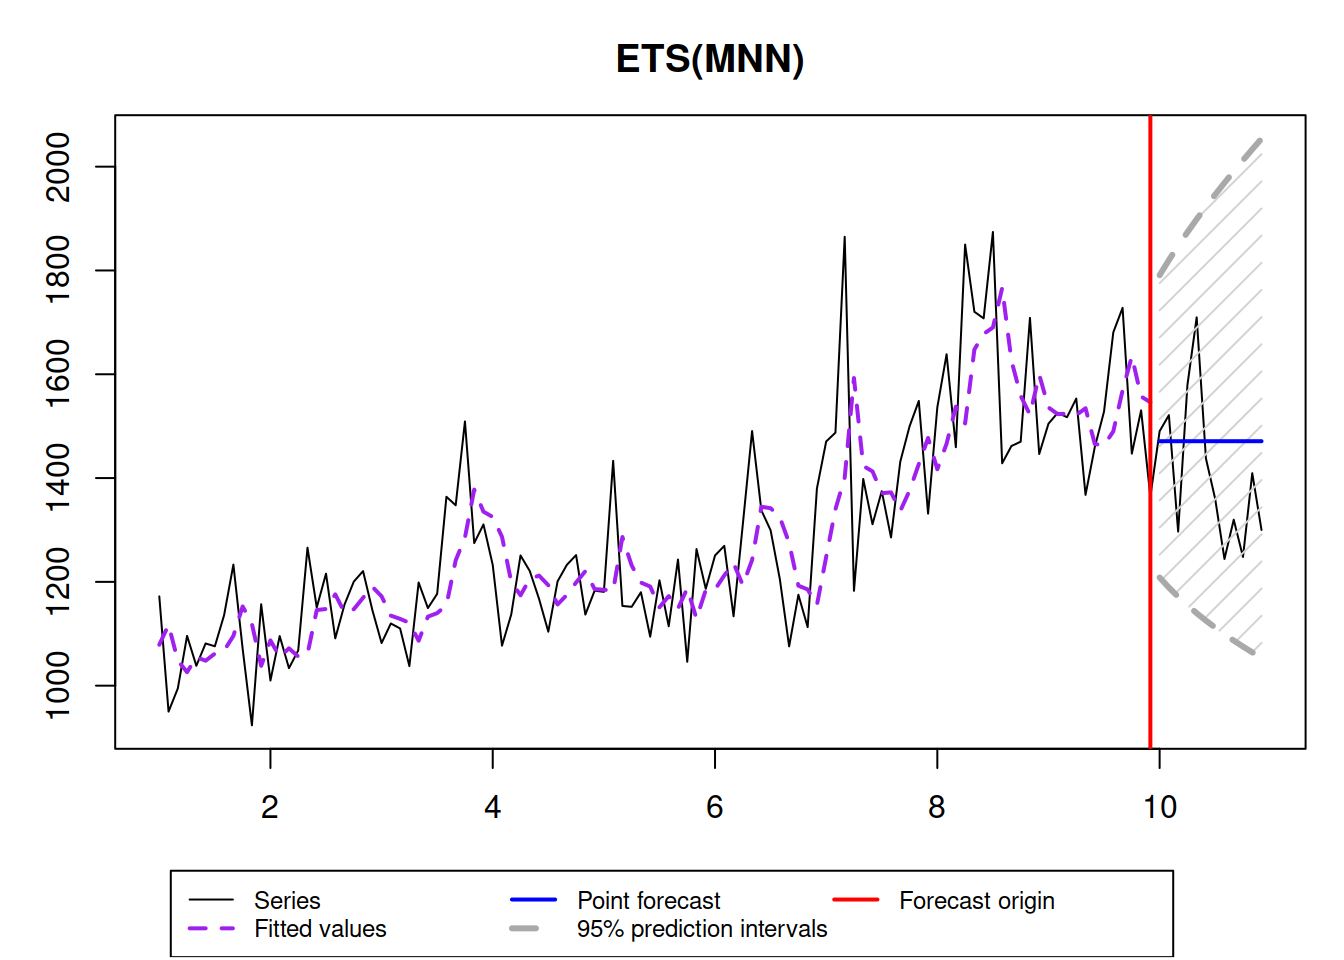 ETS(MNN)
2000
1800
1600
1400
1200
1000
2 4 6 8 10
Series Point forecast Forecast origin
Fitted values 95% prediction intervals